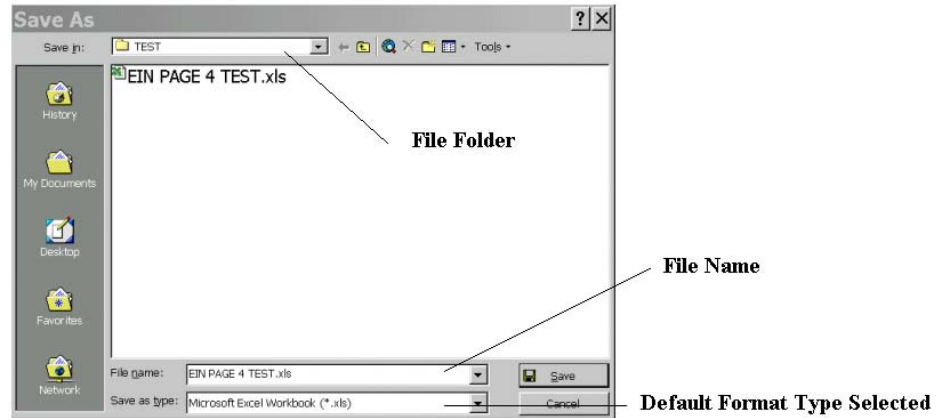 Save As
Save in: TEST Tools
EIN PAGE 4 TEST.xls
History
File Folder
My Documents
Desktop
File Name
Favorites
Network
File name: EIN PAGE 4 TEST.xls Save
Save as type: Microsoft Excel Workbook (*.xls) Cancel
Default Format Type Selected